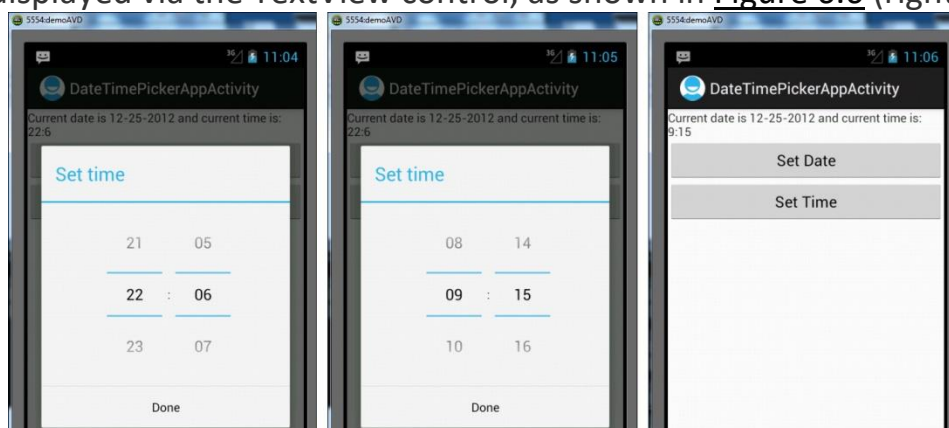 displayed via the TextView control, as shown in Figure 6.6 (right
5554:demoAVD
3G 11:04
DateTimePickerAppActivity
Current date is 12-25-2012 and current time is:
22:6
Set time
21 05
22 : 06
23 07
Done
5554:demoAVD
3G 11:05
DateTimePickerAppActivity
Current date is 12-25-2012 and current time is:
22:6
Set time
08 14
09 : 15
10 16
Done
5554:demoAVD
3G 11:06
DateTimePickerAppActivity
Current date is 12-25-2012 and current time is:
9:15
Set Date
Set Time